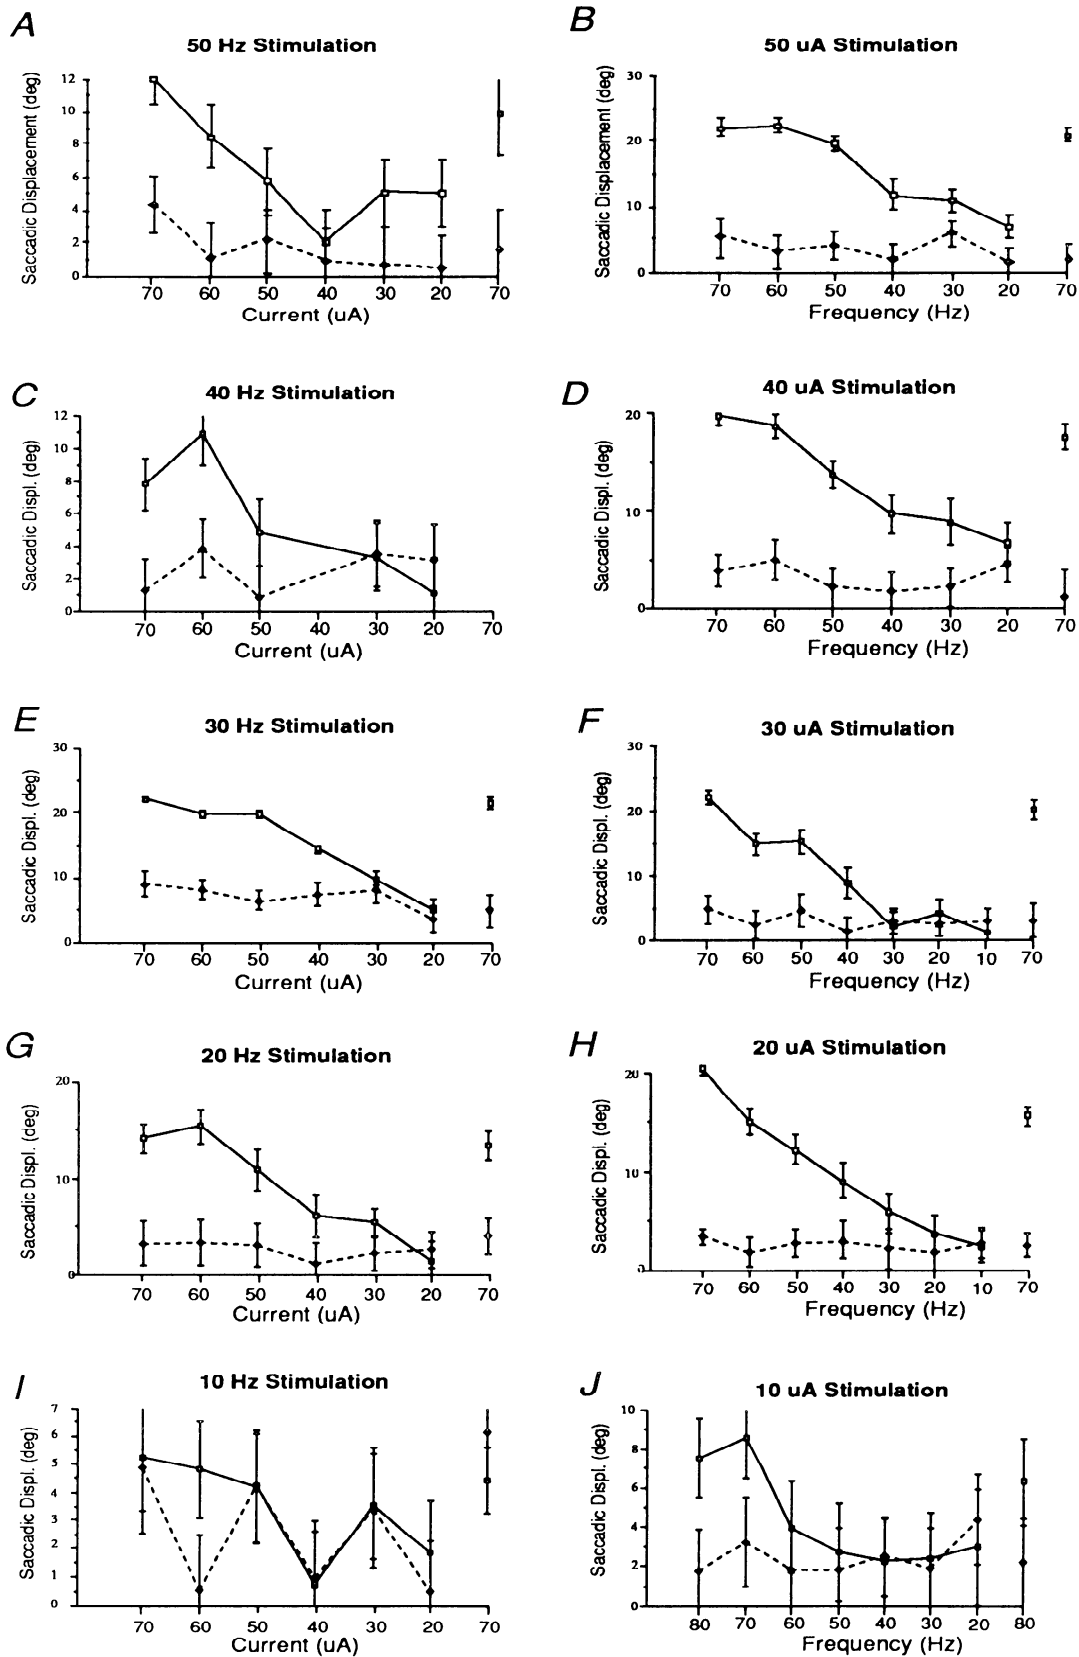 A
50 Hz Stimulation
Saccadic Displacement (deg)
12
10
8
6
4
2
0
70 60 50 40 30 20 70
Current (uA)
B
50 uA Stimulation
Saccadic Displacement (deg)
30
20
10
0
70 60 50 40 30 20 70
Frequency (Hz)
C
40 Hz Stimulation
Saccadic Displ. (deg)
12
10
8
6
4
2
0
70 60 50 40 30 20 70
Current (uA)
D
40 uA Stimulation
Saccadic Displ. (deg)
20
10
0
70 60 50 40 30 20 70
Frequency (Hz)
E
30 Hz Stimulation
Saccadic Displ. (deg)
30
20
10
0
70 60 50 40 30 20 70
Current (uA)
F
30 uA Stimulation
Saccadic Displ. (deg)
30
20
10
0
70 60 50 40 30 20 10 70
Frequency (Hz)
G
20 Hz Stimulation
Saccadic Displ. (deg)
20
10
0
70 60 50 40 30 20 70
Current (uA)
H
20 uA Stimulation
Saccadic Displ. (deg)
20
10
70 60 50 40 30 20 10 70
Frequency (Hz)
I
10 Hz Stimulation
Saccadic Displ. (deg)
7
6
5
4
3
2
1
0
70 60 50 40 30 20 70
Current (uA)
J
10 uA Stimulation
Saccadic Displ. (deg)
10
8
6
4
2
0
80 70 60 50 40 30 20 80
Frequency (Hz)